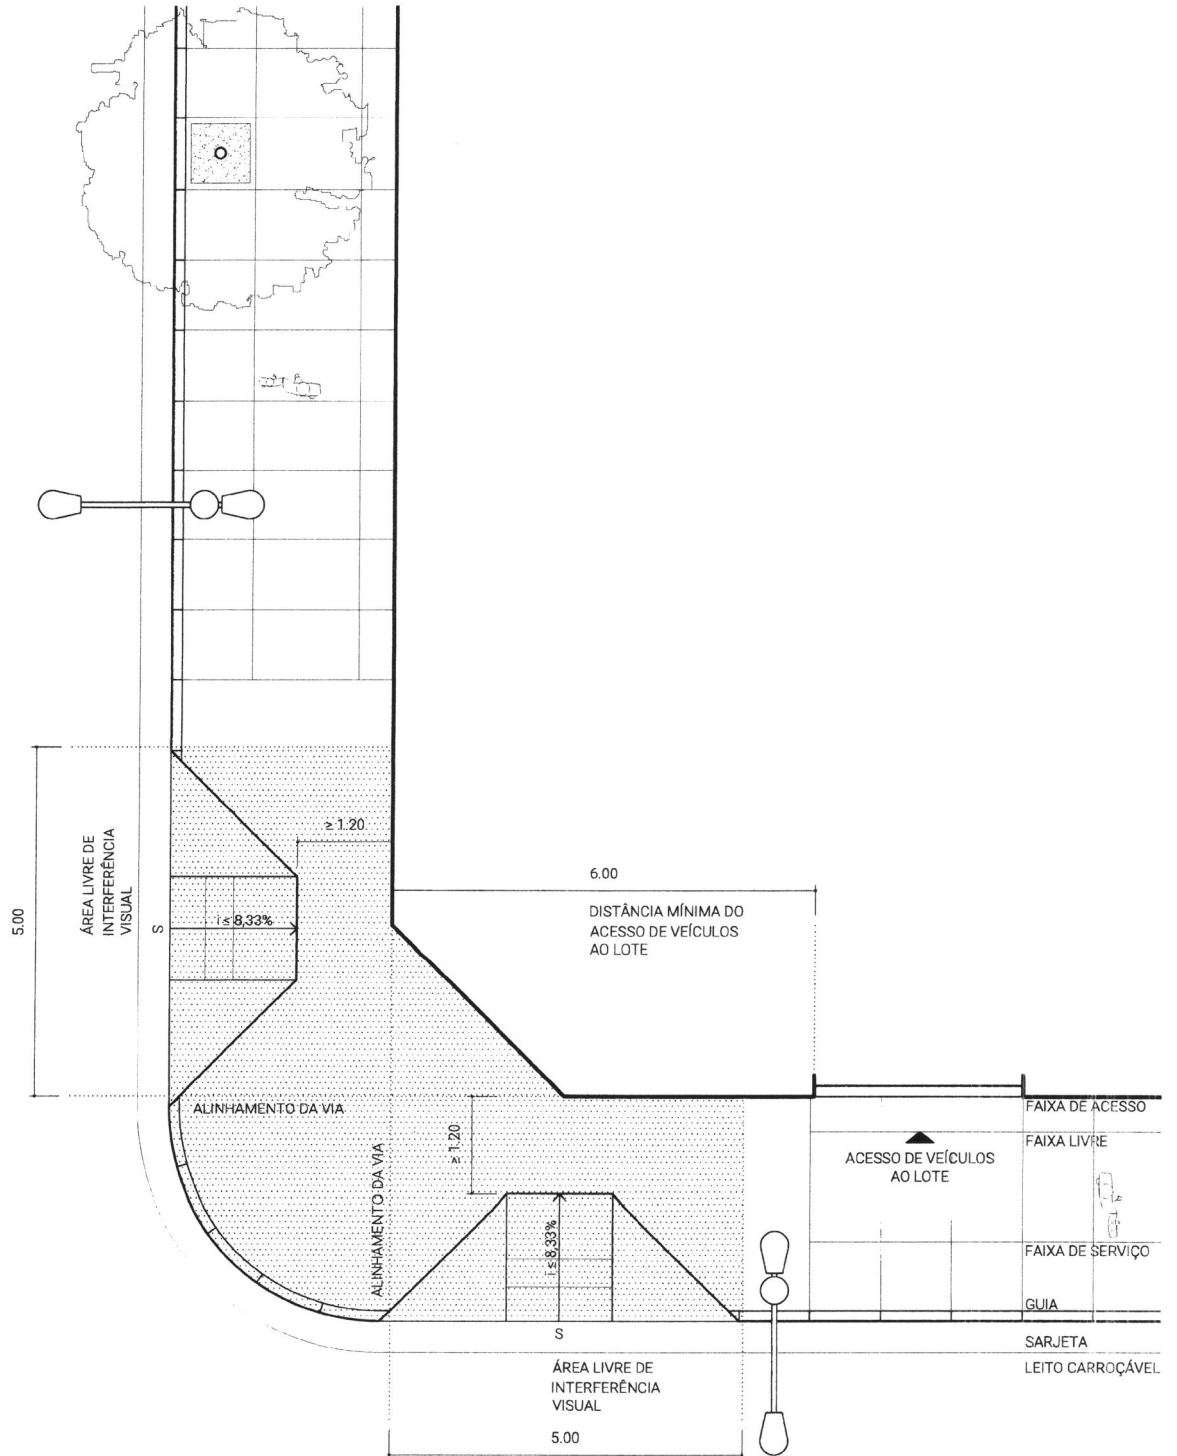 ≥ 1.20
5.00
ÁREA LIVRE DE
INTERFERÊNCIA
VISUAL
S
i ≤ 8,33%
6.00
DISTÂNCIA MÍNIMA DO
ACESSO DE VEÍCULOS
AO LOTE
ALINHAMENTO DA VIA
ALINHAMENTO DA VIA
≥ 1.20
i ≤ 8,33%
S
ACESSO DE VEÍCULOS
AO LOTE
FAIXA DE ACESSO
FAIXA LIVRE
FAIXA DE SERVIÇO
GUIA
SARJETA
LEITO CARROÇÁVEL
ÁREA LIVRE DE
INTERFERÊNCIA
VISUAL
5.00